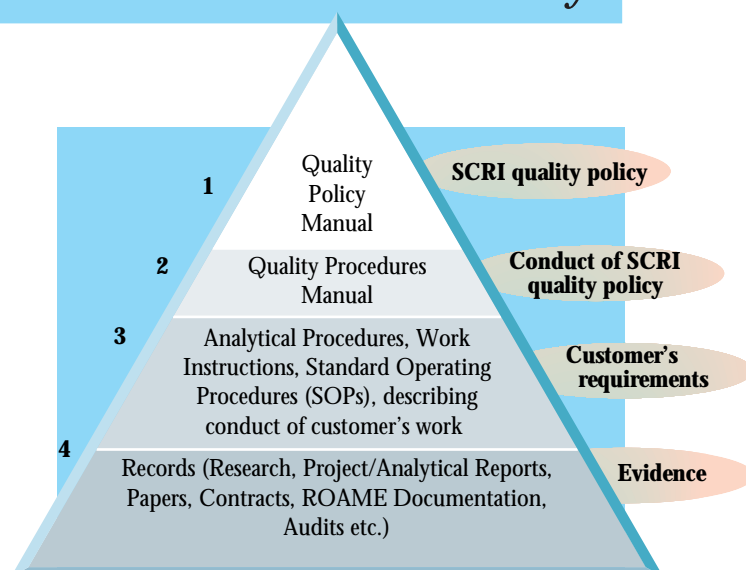 1
Quality
Policy
Manual
SCRI quality policy
2
Quality Procedures
Manual
Conduct of SCRI
quality policy
3
Analytical Procedures, Work
Instructions, Standard Operating
Procedures (SOPs), describing
conduct of customer’s work
Customer’s
requirements
4
Records (Research, Project/Analytical Reports,
Papers, Contracts, ROAME Documentation,
Audits etc.)
Evidence